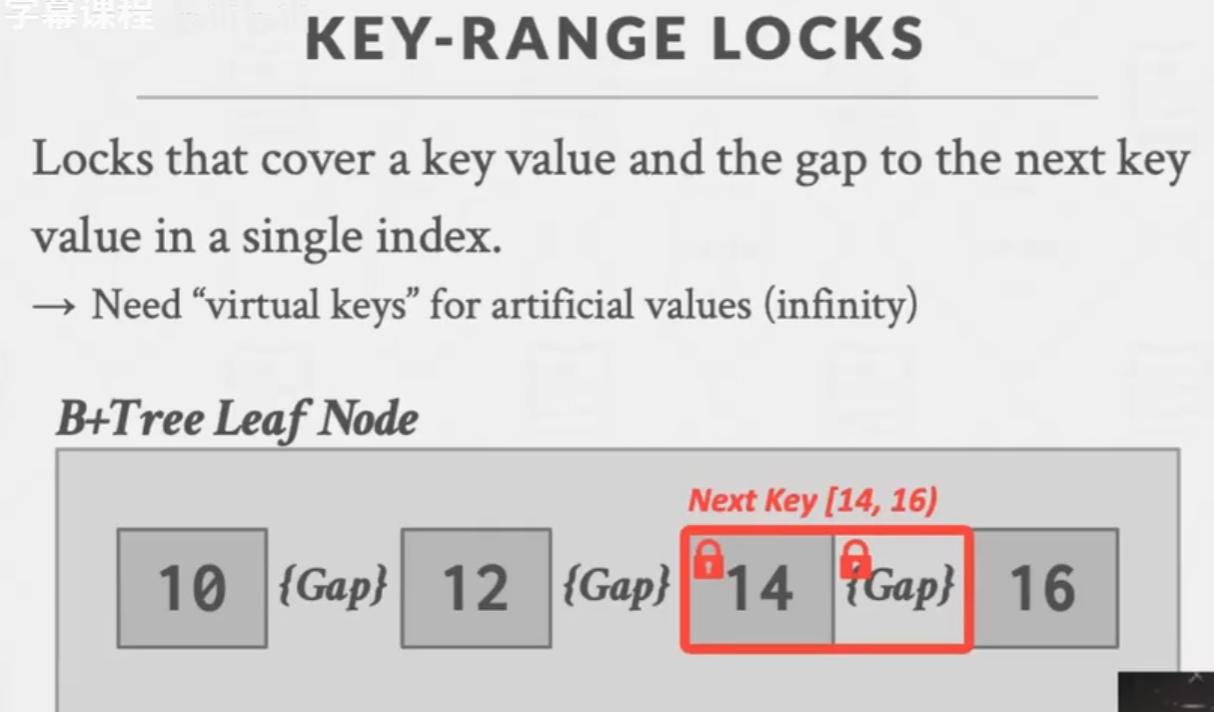 字幕课程
KEY-RANGE LOCKS
Locks that cover a key value and the gap to the next key
value in a single index.
→ Need “virtual keys” for artificial values (infinity)
B+Tree Leaf Node
Next Key [14, 16)
10 {Gap} 12 {Gap} 14 {Gap} 16